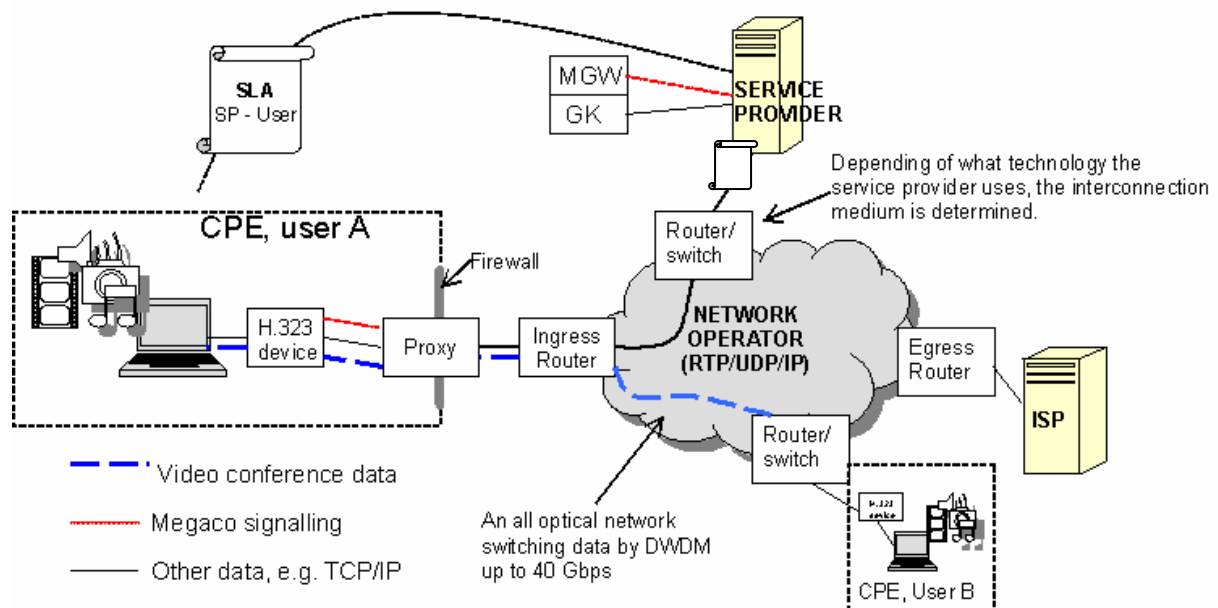 SLA
SP - User
MGW
GK
SERVICE
PROVIDER
Depending of what technology the
service provider uses, the interconnection
medium is determined.
CPE, user A
Firewall
Router/
switch
H.323
device
Proxy
Ingress
Router
NETWORK
OPERATOR
(RTP/UDP/IP)
Egress
Router
ISP
Router/
switch
Video conference data
Megaco signalling
Other data, e.g. TCP/IP
An all optical network
switching data by DWDM
up to 40 Gbps
H.323
device
CPE, User B